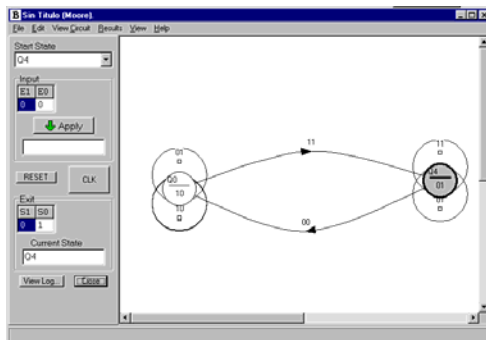 Sin Titulo (Moore).
File Edit View Circuit Results View Help
Start State
Q4
Input
E1 E0
0 0
Apply
RESET
CLK
Exit
S1 S0
0 1
Current State
Q4
View Log... Close
01
Q0
10
10
11
00
11
Q4
01
01